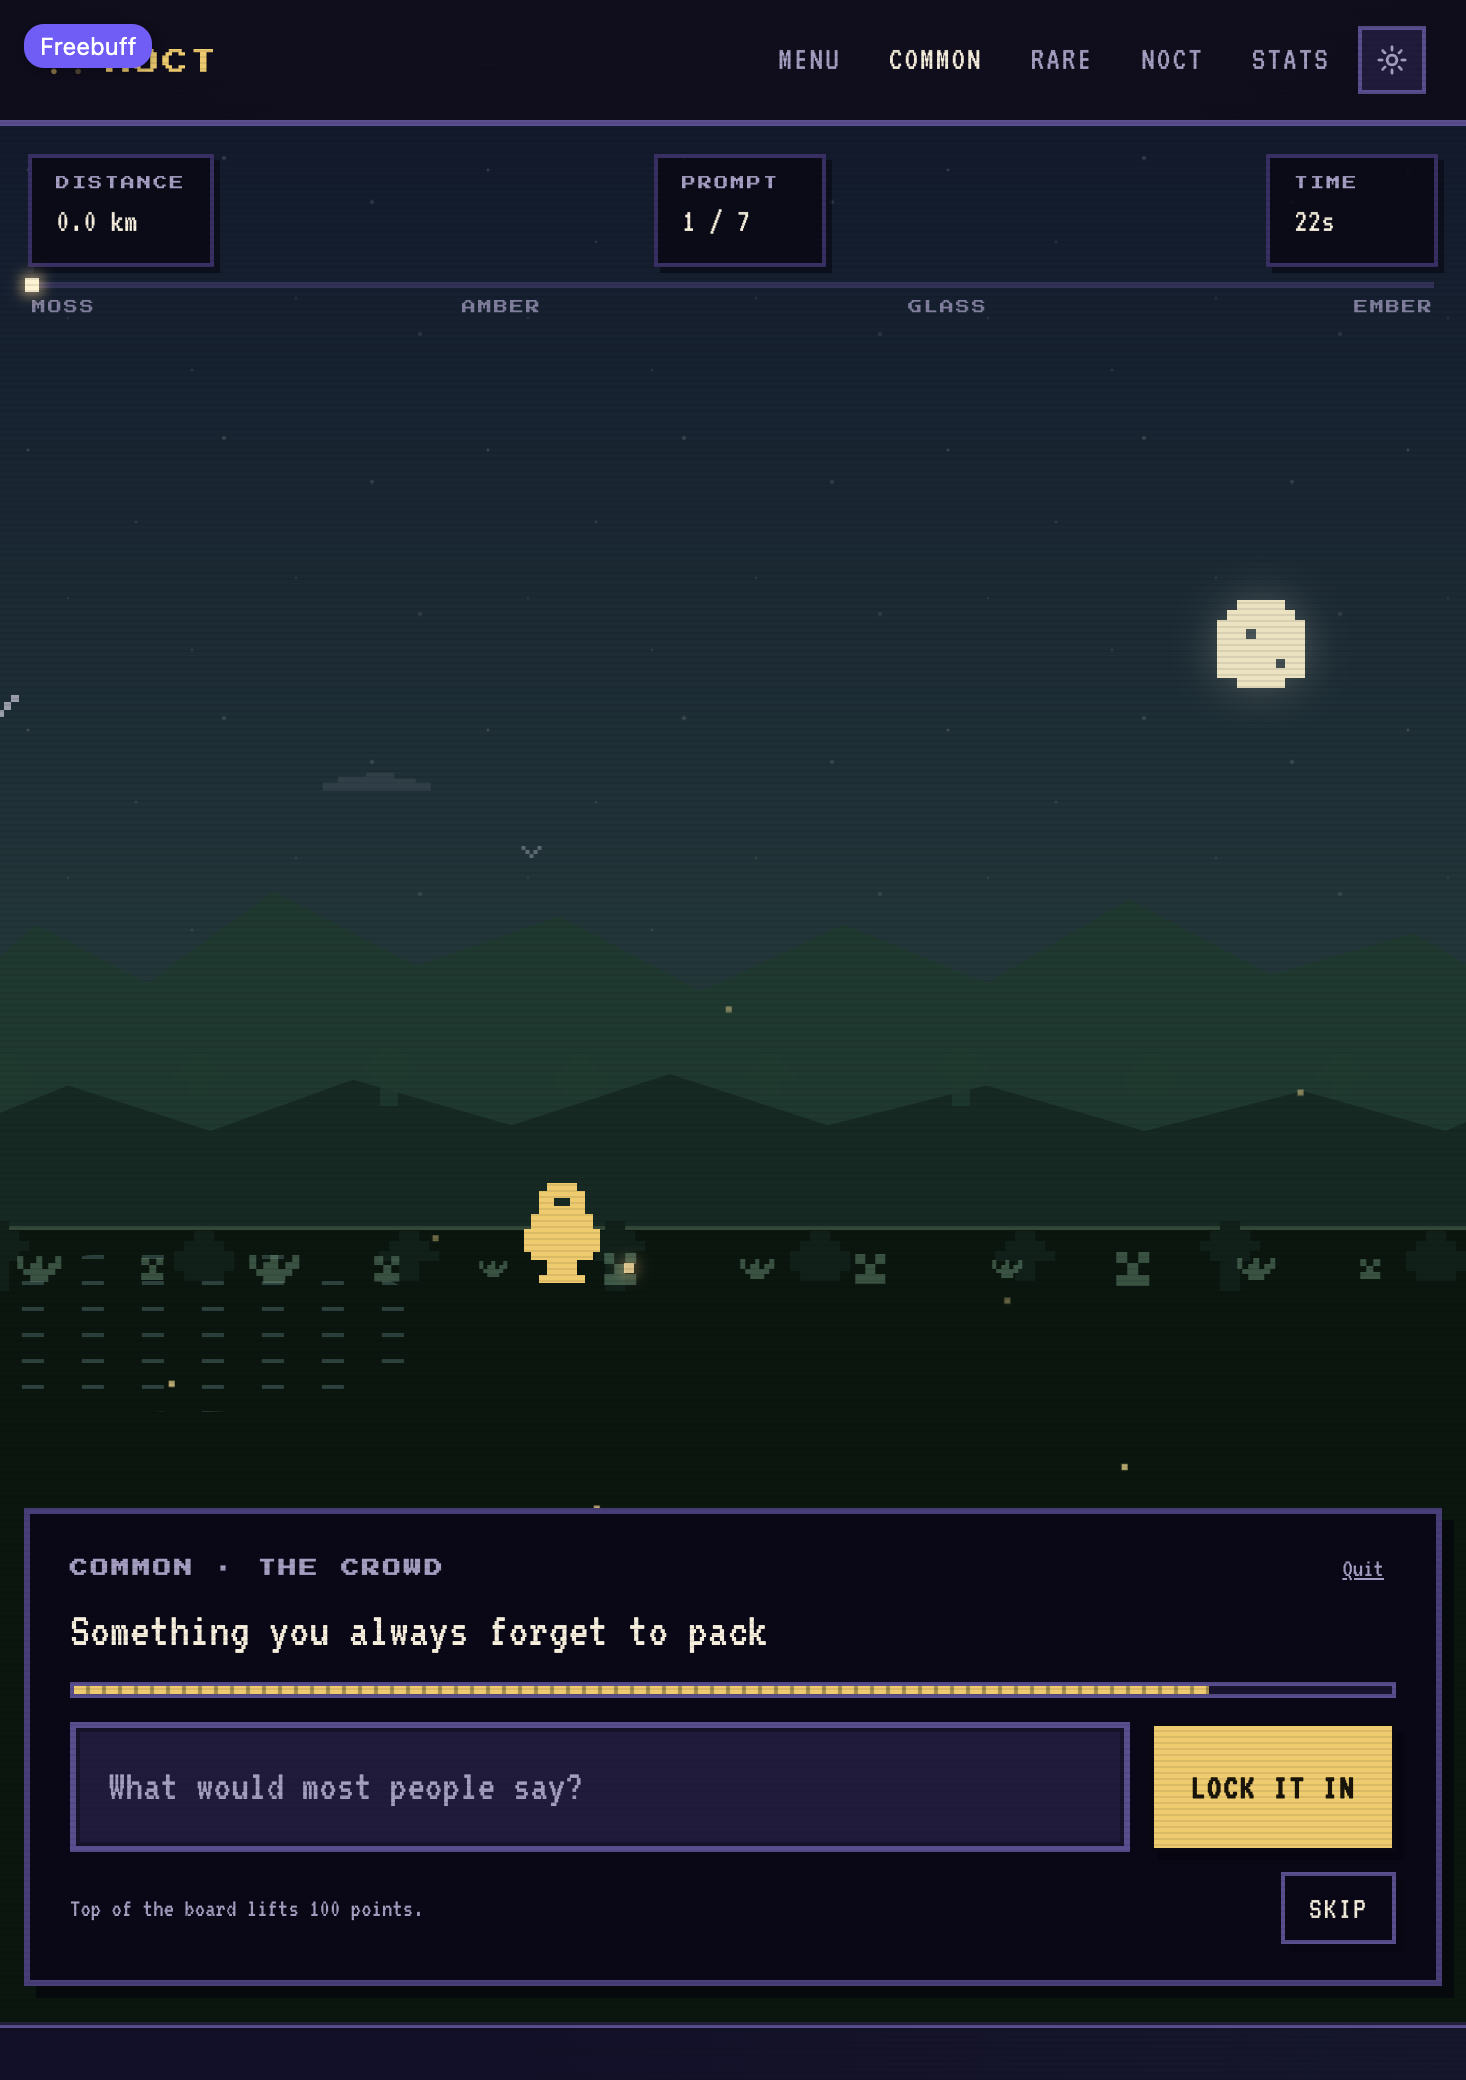 Freebuff
MENU
COMMON
RARE
NOCT
STATS
DISTANCE
0.0 km
PROMPT
1 / 7
TIME
22s
MOSS
AMBER
GLASS
EMBER
COMMON · THE CROWD
Quit
Something you always forget to pack
What would most people say?
LOCK IT IN
Top of the board lifts 100 points.
SKIP